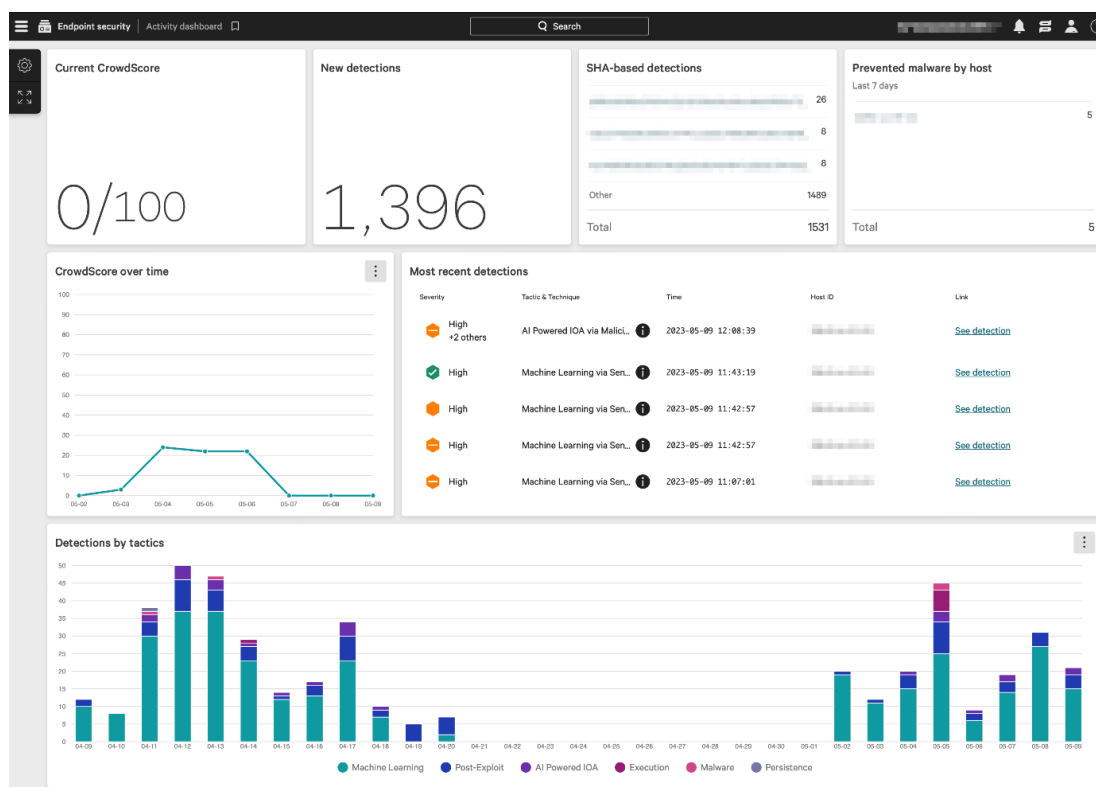 Endpoint security | Activity dashboard
Search
Current CrowdScore
0/100
New detections
1,396
SHA-based detections
26
8
8
Other 1489
Total 1531
Prevented malware by host
Last 7 days
5
Total 5
CrowdScore over time
100
90
80
70
60
50
40
30
20
10
0
05-02 05-03 05-04 05-05 05-06 05-07 05-08 05-09
Most recent detections
Severity Tactic & Technique Time Host ID Link
High
+2 others
AI Powered IOA via Malici... 2023-05-09 12:08:39 See detection
High Machine Learning via Sen... 2023-05-09 11:43:19 See detection
High Machine Learning via Sen... 2023-05-09 11:42:57 See detection
High Machine Learning via Sen... 2023-05-09 11:42:57 See detection
High Machine Learning via Sen... 2023-05-09 11:07:01 See detection
Detections by tactics
50
45
40
35
30
25
20
15
10
5
0
04-09 04-10 04-11 04-12 04-13 04-14 04-15 04-16 04-17 04-18 04-19 04-20 04-21 04-22 04-23 04-24 04-25 04-26 04-27 04-28 04-29 04-30 05-01 05-02 05-03 05-04 05-05 05-06 05-07 05-08 05-09
Machine Learning Post-Exploit AI Powered IOA Execution Malware Persistence